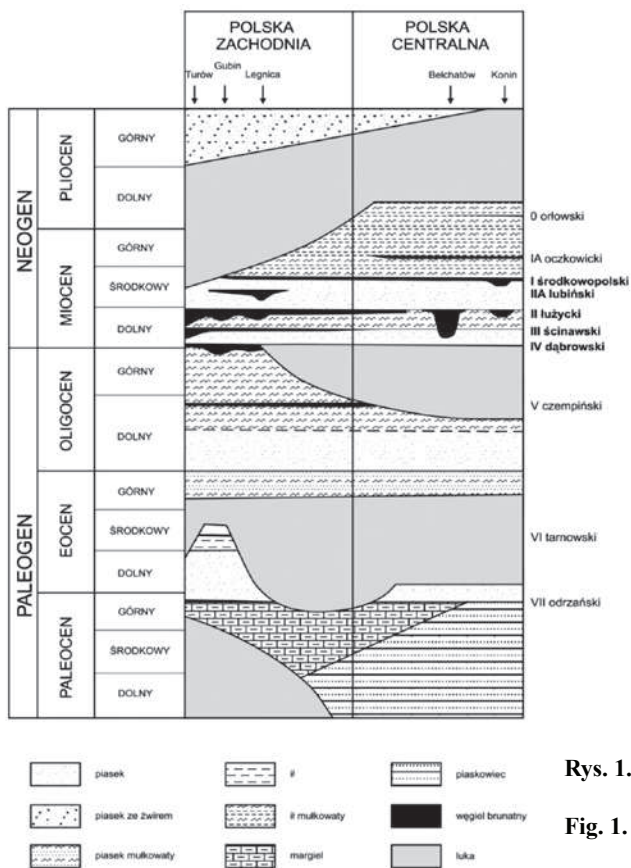 POLSKA
ZACHODNIA
POLSKA
CENTRALNA
Turów
Gubin
Legnica
Bełchatów
Konin
NEOGEN
PLIOCEN
GÓRNY
DOLNY
0 orłowski
MIOCEN
GÓRNY
IA oczkowicki
ŚRODKOWY
I środkowopolski
IIA lubiński
DOLNY
II łużycki
III ścinawski
IV dąbrowski
PALEOGEN
OLIGOCEN
GÓRNY
V czempiński
DOLNY
EOCEN
GÓRNY
ŚRODKOWY
VI tarnowski
DOLNY
VII odrzański
PALEOCEN
GÓRNY
ŚRODKOWY
DOLNY
piasek
ił
piaskowiec
piasek ze żwirem
ił mułkowaty
węgiel brunatny
piasek mułkowaty
margiel
luka
Rys. 1.
Fig. 1.